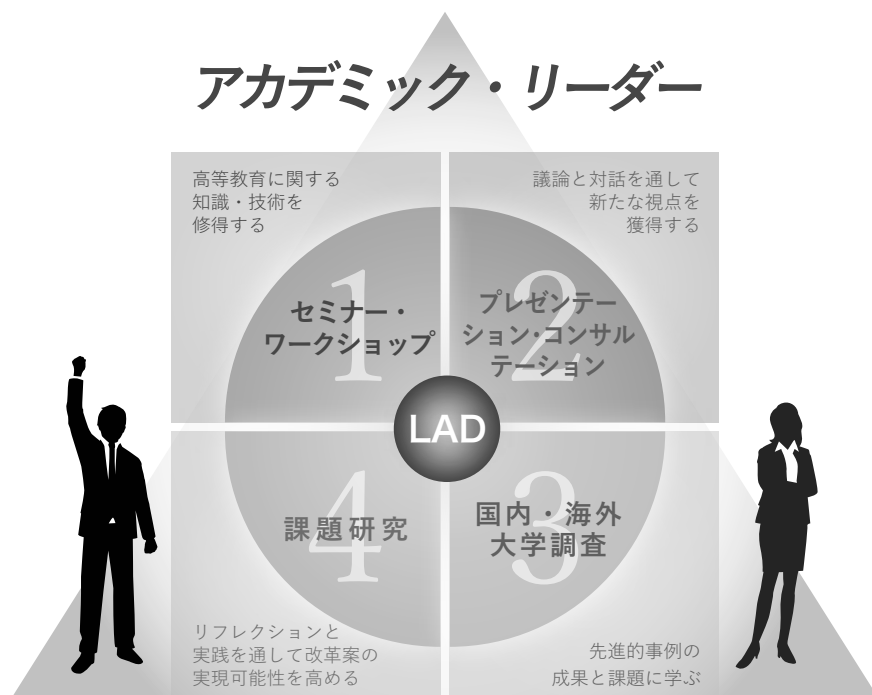 アカデミック・リーダー
高等教育に関する
知識・技術を
修得する
議論と対話を通して
新たな視点を
獲得する
1
セミナー・
ワークショップ
2
プレゼンテー
ション・コンサル
テーション
LAD
4
課題研究
3
国内・海外
大学調査
リフレクションと
実践を通して改革案の
実現可能性を高める
先進的事例の
成果と課題に学ぶ